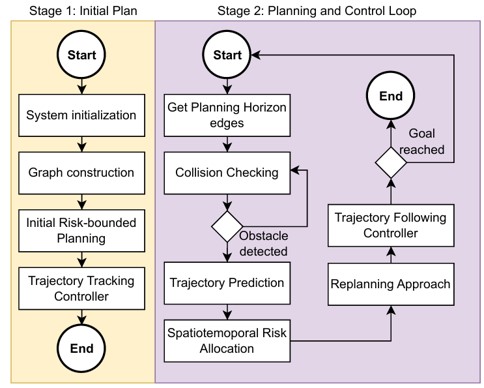 Stage 1: Initial Plan
Start
System initialization
Graph construction
Initial Risk-bounded
Planning
Trajectory Tracking
Controller
End
Stage 2: Planning and Control Loop
Start
Get Planning Horizon
edges
Collision Checking
Obstacle
detected
Trajectory Prediction
Spatiotemoporal Risk
Allocation
Replanning Approach
Trajectory Following
Controller
Goal
reached
End